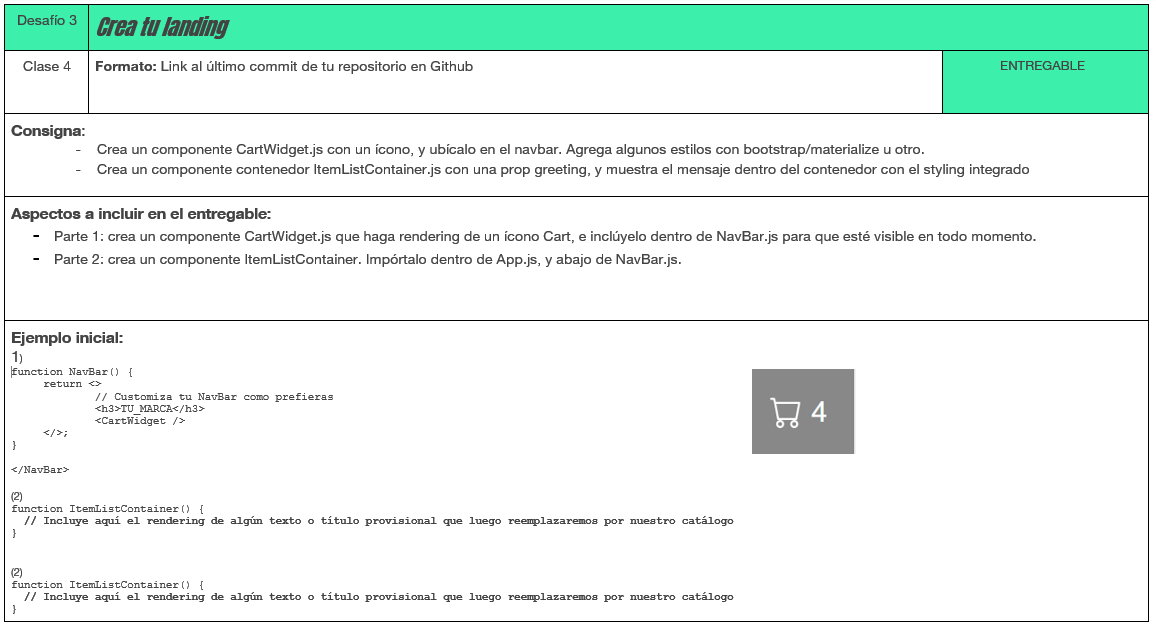 Desafío 3
Crea tu landing
Clase 4
Formato: Link al último commit de tu repositorio en Github
ENTREGABLE
Consigna:
- Crea un componente CartWidget.js con un ícono, y ubícalo en el navbar. Agrega algunos estilos con bootstrap/materialize u otro.
- Crea un componente contenedor ItemListContainer.js con una prop greeting, y muestra el mensaje dentro del contenedor con el styling integrado
Aspectos a incluir en el entregable:
- Parte 1: crea un componente CartWidget.js que haga rendering de un ícono Cart, e inclúyelo dentro de NavBar.js para que esté visible en todo momento.
- Parte 2: crea un componente ItemListContainer. Impórtalo dentro de App.js, y abajo de NavBar.js.
Ejemplo inicial:
1)
function NavBar() {
return <>
// Customiza tu NavBar como prefieras
<h3>TU_MARCA</h3>
<CartWidget />
</>;
}
</NavBar>
4
(2)
function ItemListContainer() {
// Incluye aquí el rendering de algún texto o título provisional que luego reemplazaremos por nuestro catálogo
}
(2)
function ItemListContainer() {
// Incluye aquí el rendering de algún texto o título provisional que luego reemplazaremos por nuestro catálogo
}